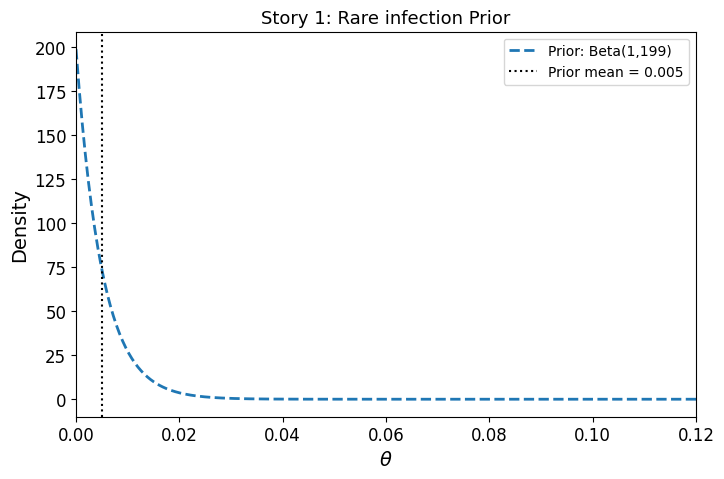 Story 1: Rare infection Prior
Prior: Beta(1,199)
Prior mean = 0.005
Density
200
175
150
125
100
75
50
25
0
0.00 0.02 0.04 0.06 0.08 0.10 0.12
θ